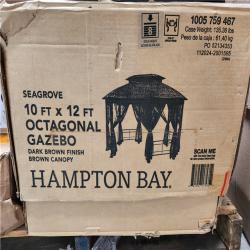 1005 759 467
Case Weight: 135.36 lbs
Peso de la caja: 61,40 kg
PO 52134353
SEAGROVE
10 FT x 12 FT
OCTAGONAL
GAZEBO
DARK BROWN FINISH
BROWN CANOPY
SCAN ME
HAMPTON BAY®